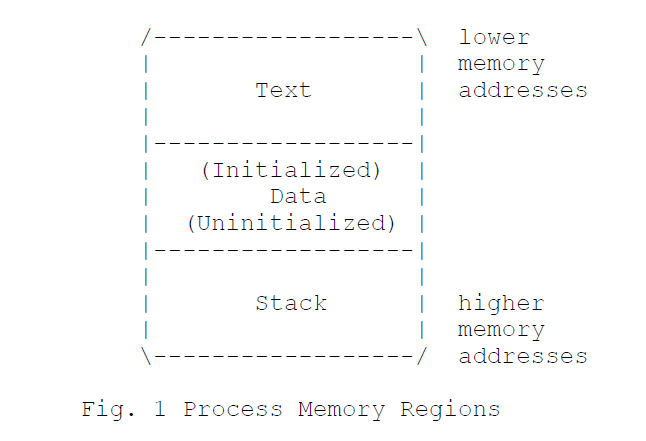 /------------------\ lower
| | memory
| Text | addresses
| |
|------------------|
| (Initialized) |
| Data |
| (Uninitialized) |
|------------------|
| |
| Stack | higher
| | memory
\------------------/ addresses
Fig. 1 Process Memory Regions